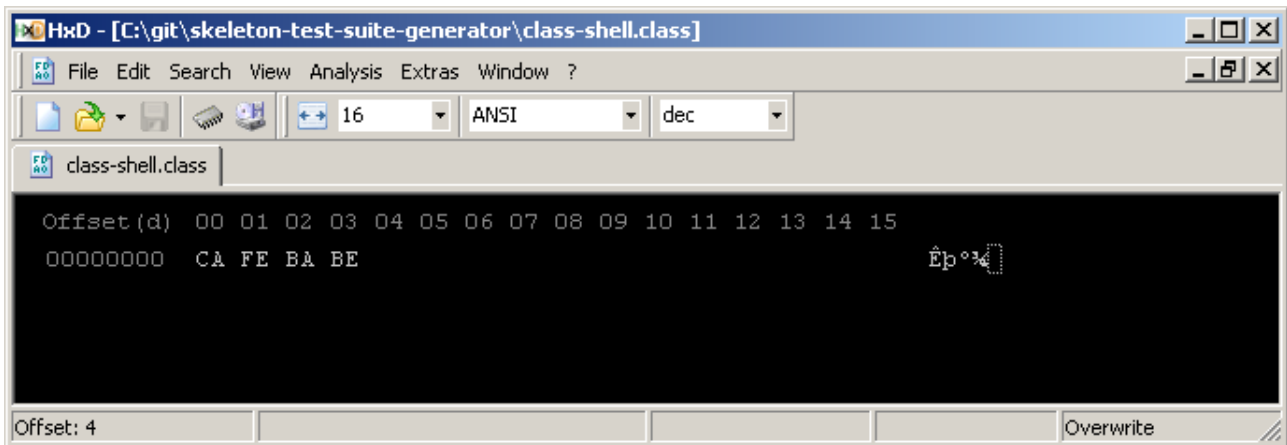 HxD - [C:\git\skeleton-test-suite-generator\class-shell.class]
File Edit Search View Analysis Extras Window ?
16 ANSI dec
class-shell.class
Offset(d) 00 01 02 03 04 05 06 07 08 09 10 11 12 13 14 15
00000000 CA FE BA BE Êþº¾
Offset: 4 Overwrite